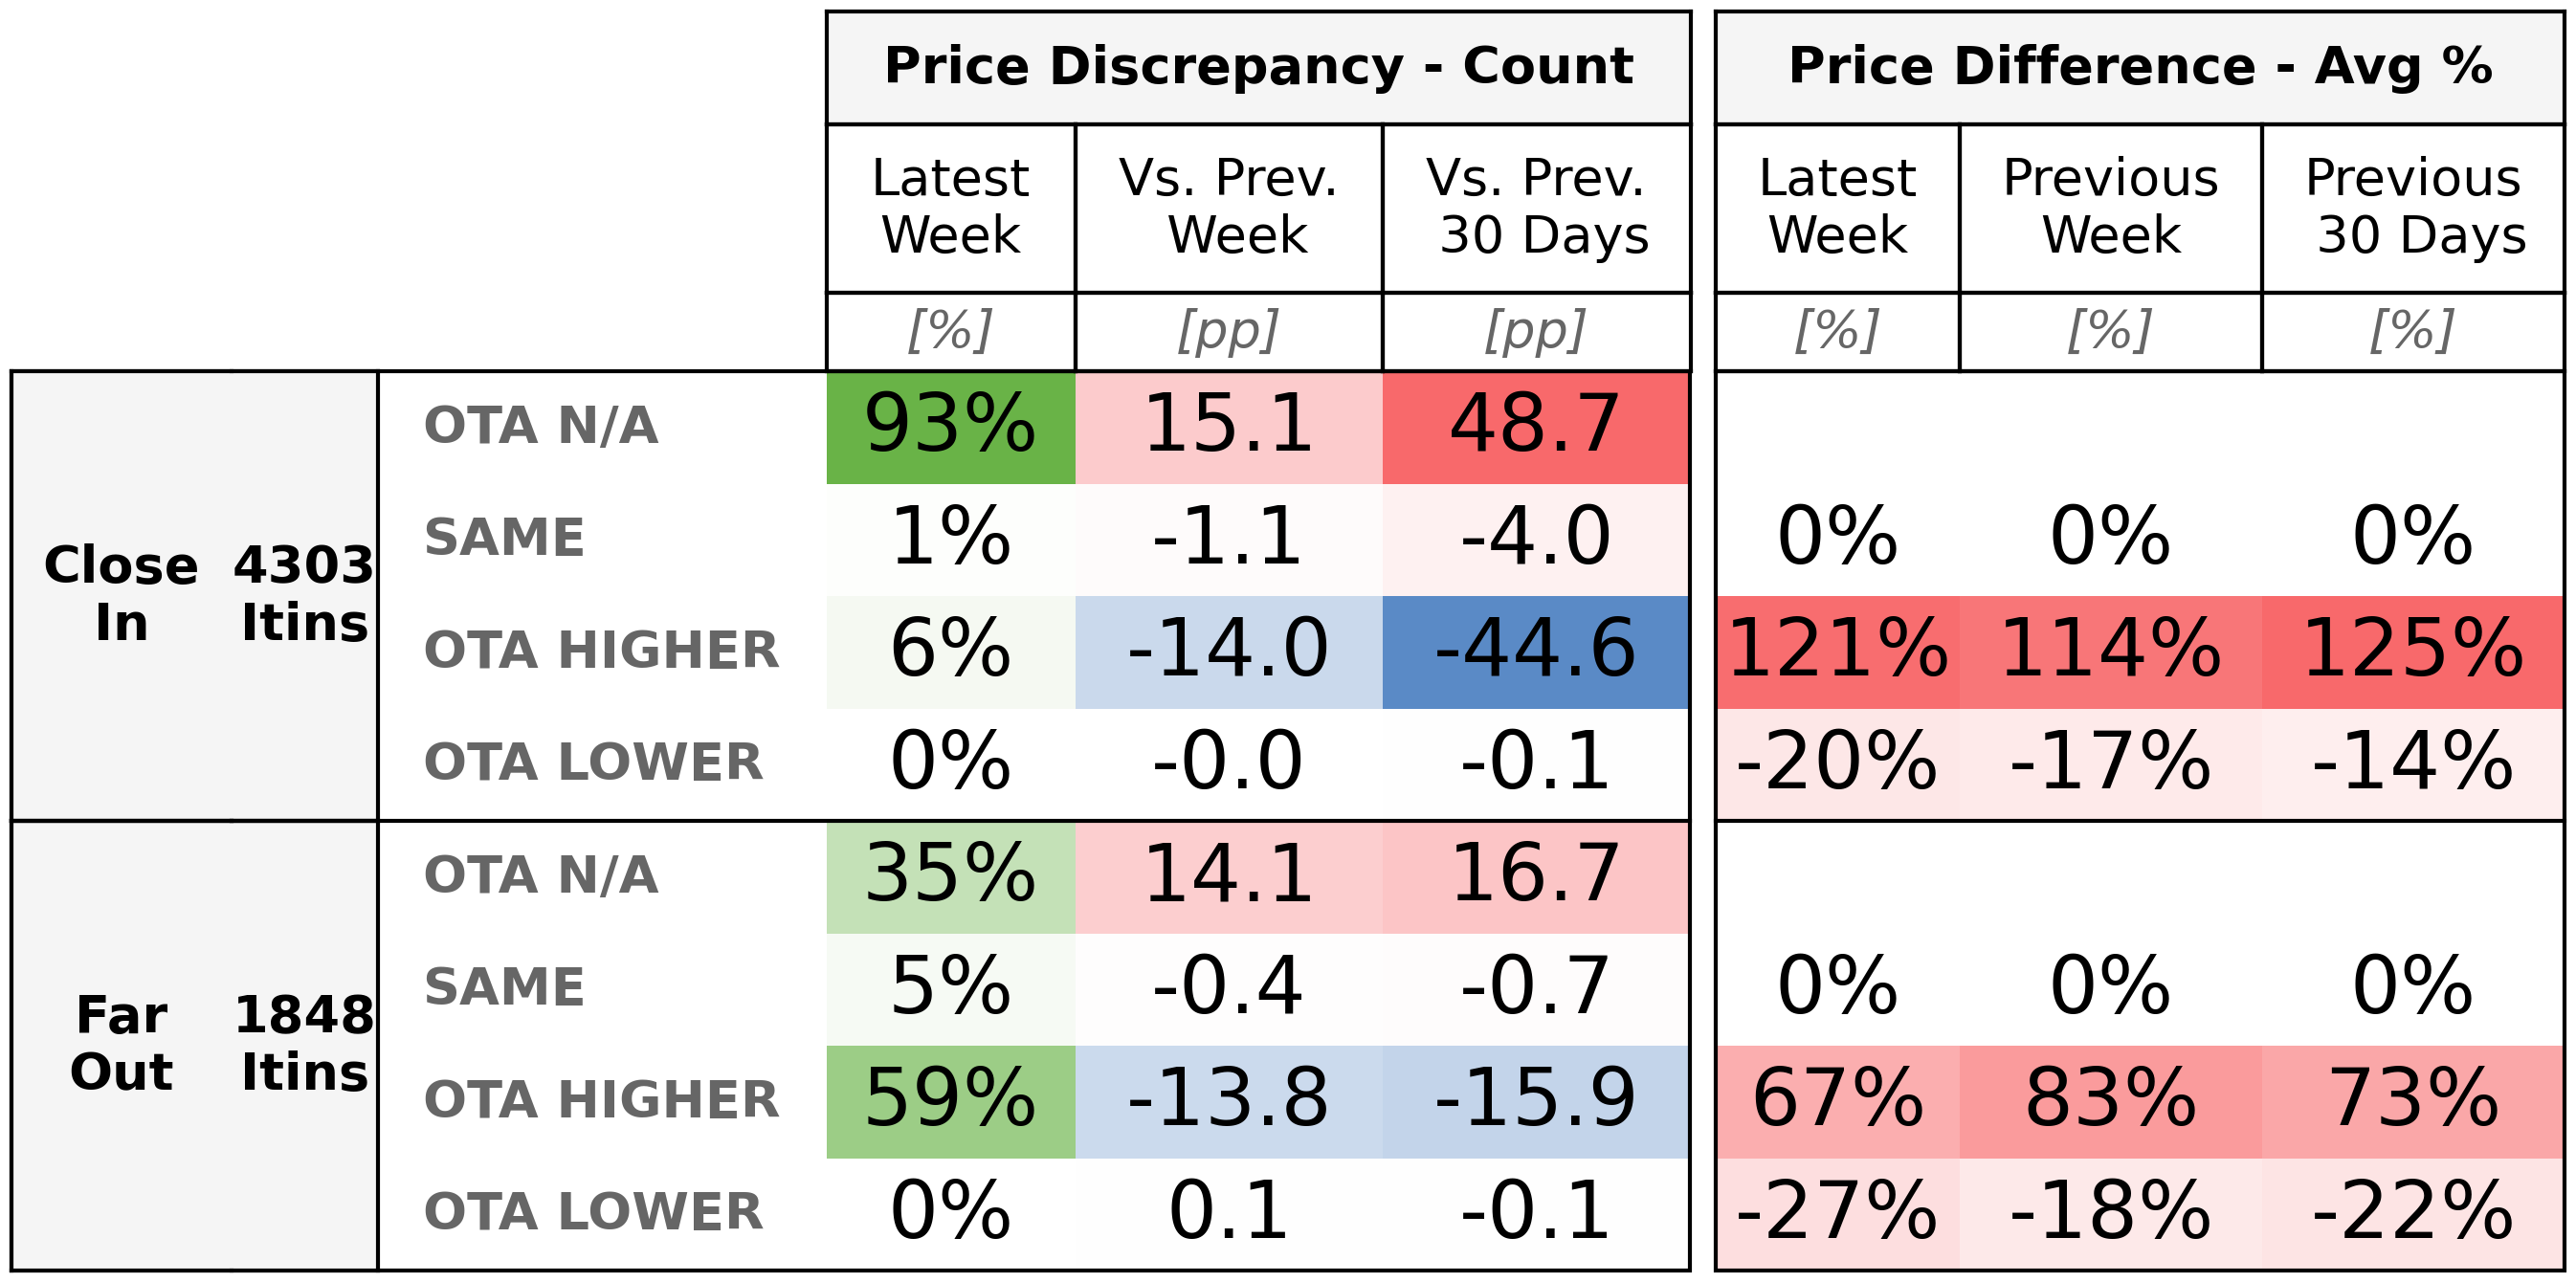 Price Discrepancy - Count Price Difference - Avg %
Latest Vs. Prev. Vs. Prev. Latest Previous Previous
Week Week 30 Days Week Week 30 Days
[%] [pp] [pp] [%] [%] [%]
OTA N/A 93% 15.1 48.7
SAME 1% -1.1 -4.0 0% 0% 0%
Close 4303
In Itins
OTA HIGHER 6% -14.0 -44.6 121% 114% 125%
OTA LOWER 0% -0.0 -0.1 -20% -17% -14%
OTA N/A 35% 14.1 16.7
SAME 5% -0.4 -0.7 0% 0% 0%
Far 1848
Out Itins
OTA HIGHER 59% -13.8 -15.9 67% 83% 73%
OTA LOWER 0% 0.1 -0.1 -27% -18% -22%